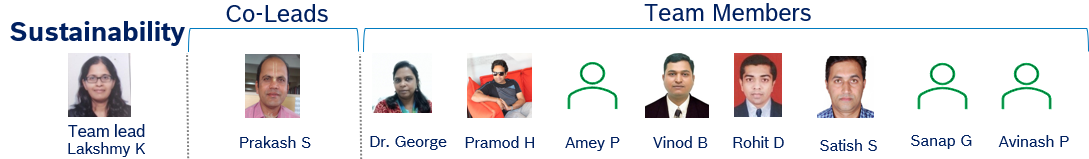 Sustainability
Co-Leads
Team Members
Team lead
Lakshmy K
Prakash S
Dr. George
Pramod H
Amey P
Vinod B
Rohit D
Satish S
Sanap G
Avinash P